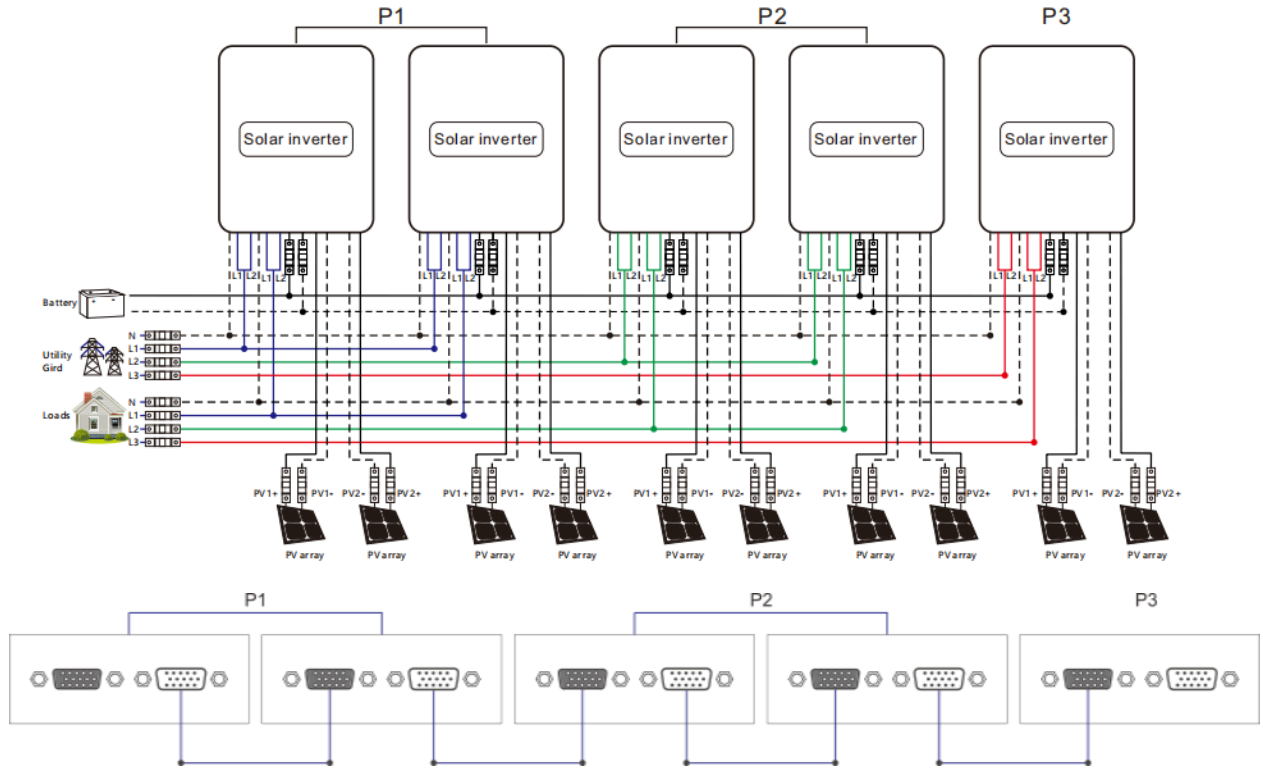 P1 P2 P3
Solar inverter Solar inverter Solar inverter Solar inverter Solar inverter
L1 L2 L1 L2 L1 L2 L1 L2 L1 L2 L1 L2 L1 L2 L1 L2 L1 L2 L1 L2
Battery
N
L1
Utility
Gird
L2
L3
N
Loads
L1
L2
L3
PV1+ PV1- PV2- PV2+ PV1+ PV1- PV2- PV2+ PV1+ PV1- PV2- PV2+ PV1+ PV1- PV2- PV2+ PV1+ PV1- PV2- PV2+
PV array PV array PV array PV array PV array PV array PV array PV array PV array PV array
P1 P2 P3